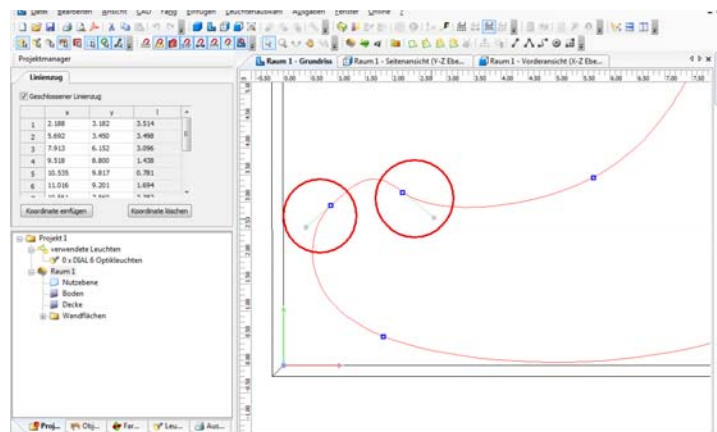 Datei Bearbeiten Ansicht CAD Farbig Einfügen Leuchtenauswahl Ausgaben Fenster Online ?
Projektmanager
Raum 1 - Grundriss Raum 1 - Seitenansicht (Y-Z Ebe... Raum 1 - Vorderansicht (X-Z Ebe...
Linienzug
Geschlossener Linienzug
x y l
1 2.188 3.182 3.514
2 5.692 3.450 3.498
3 7.913 6.152 3.096
4 9.518 8.800 1.438
5 10.535 9.817 0.781
6 11.016 9.201 1.694
Koordinate einfügen Koordinate löschen
Projekt 1
verwendete Leuchten
0 x DIAL 6 Optikleuchten
Raum 1
Nutzebene
Boden
Decke
Wandflächen
Proj... Obj... Far... Leu... Aus...